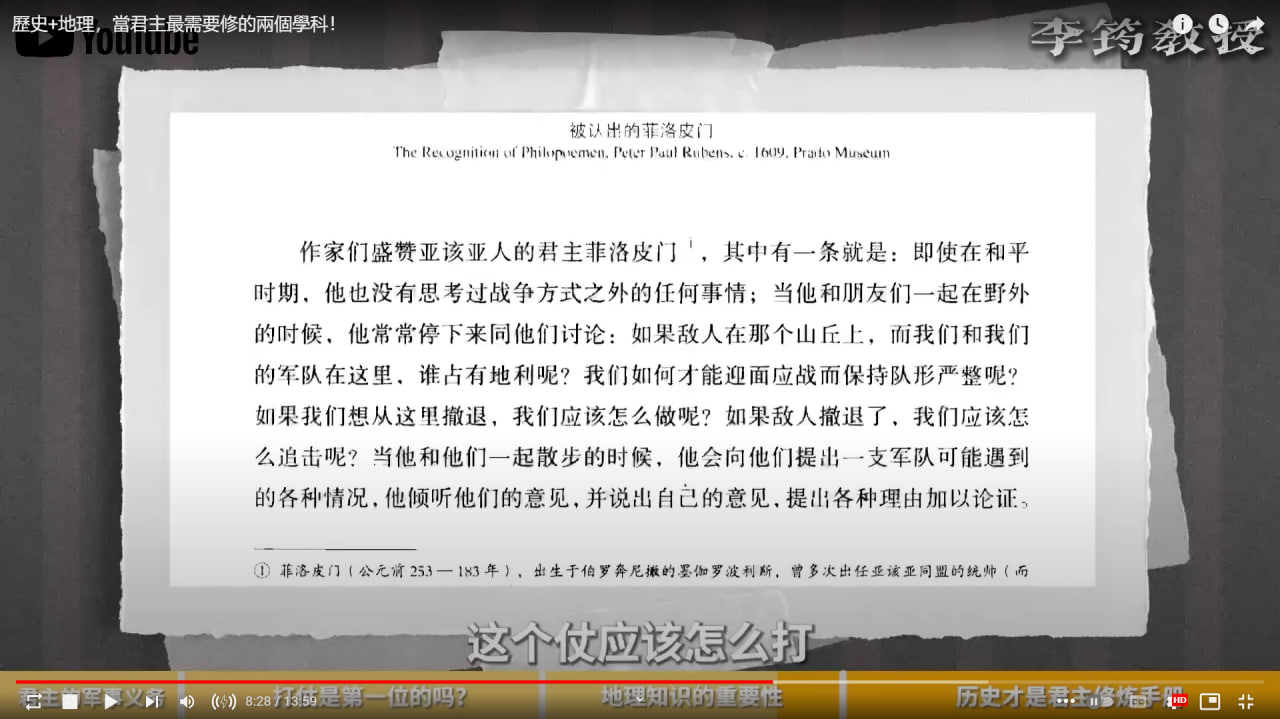 歷史+地理，當君主最需要修的兩個學科！
YouTube
李筠教授
被认出的菲洛皮门
The Recognition of Philopoemen, Peter Paul Rubens, c. 1609, Prado Museum
作家们盛赞亚该亚人的君主菲洛皮门①，其中有一条就是：即使在和平
时期，他也没有思考过战争方式之外的任何事情；当他和朋友们一起在野外
的时候，他常常停下来同他们讨论：如果敌人在那个山丘上，而我们和我们
的军队在这里，谁占有地利呢？我们如何才能迎面应战而保持队形严整呢？
如果我们想从这里撤退，我们应该怎么做呢？如果敌人撤退了，我们应该怎
么追击呢？当他和他们一起散步的时候，他会向他们提出一支军队可能遇到
的各种情况，他倾听他们的意见，并说出自己的意见，提出各种理由加以论证。
① 菲洛皮门（公元前 253 — 183 年），出生于伯罗奔尼撒的墨伽罗波利斯，曾多次出任亚该亚同盟的统帅（而
这个仗应该怎么打
君主的军事义务 打仗是第一位的吗？ 地理知识的重要性 历史才是君主修炼手册
8:28 / 13:59
HD